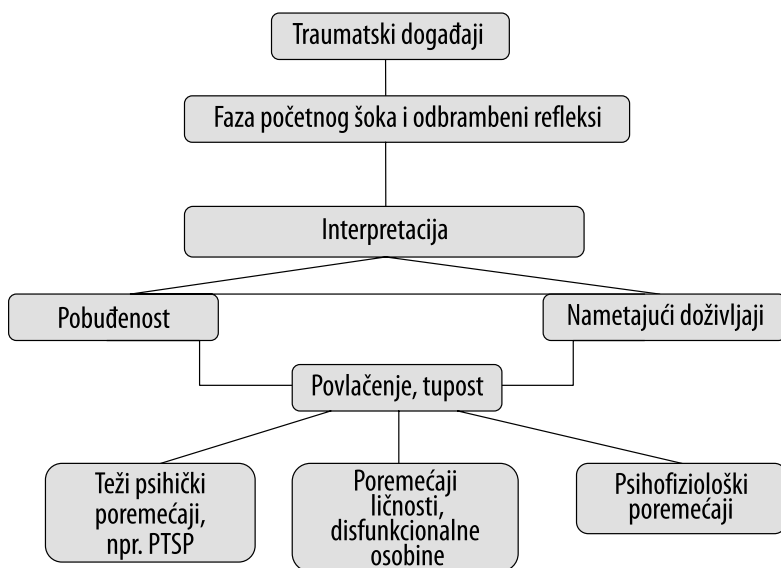 Traumatski događaji
Faza početnog šoka i odbrambeni refleksi
Interpretacija
Pobuđenost
Nametajući doživljaji
Povlačenje, tupost
Teži psihički
poremećaji,
npr. PTSP
Poremećaji
ličnosti,
disfunkcionalne
osobine
Psihofiziološki
poremećaji